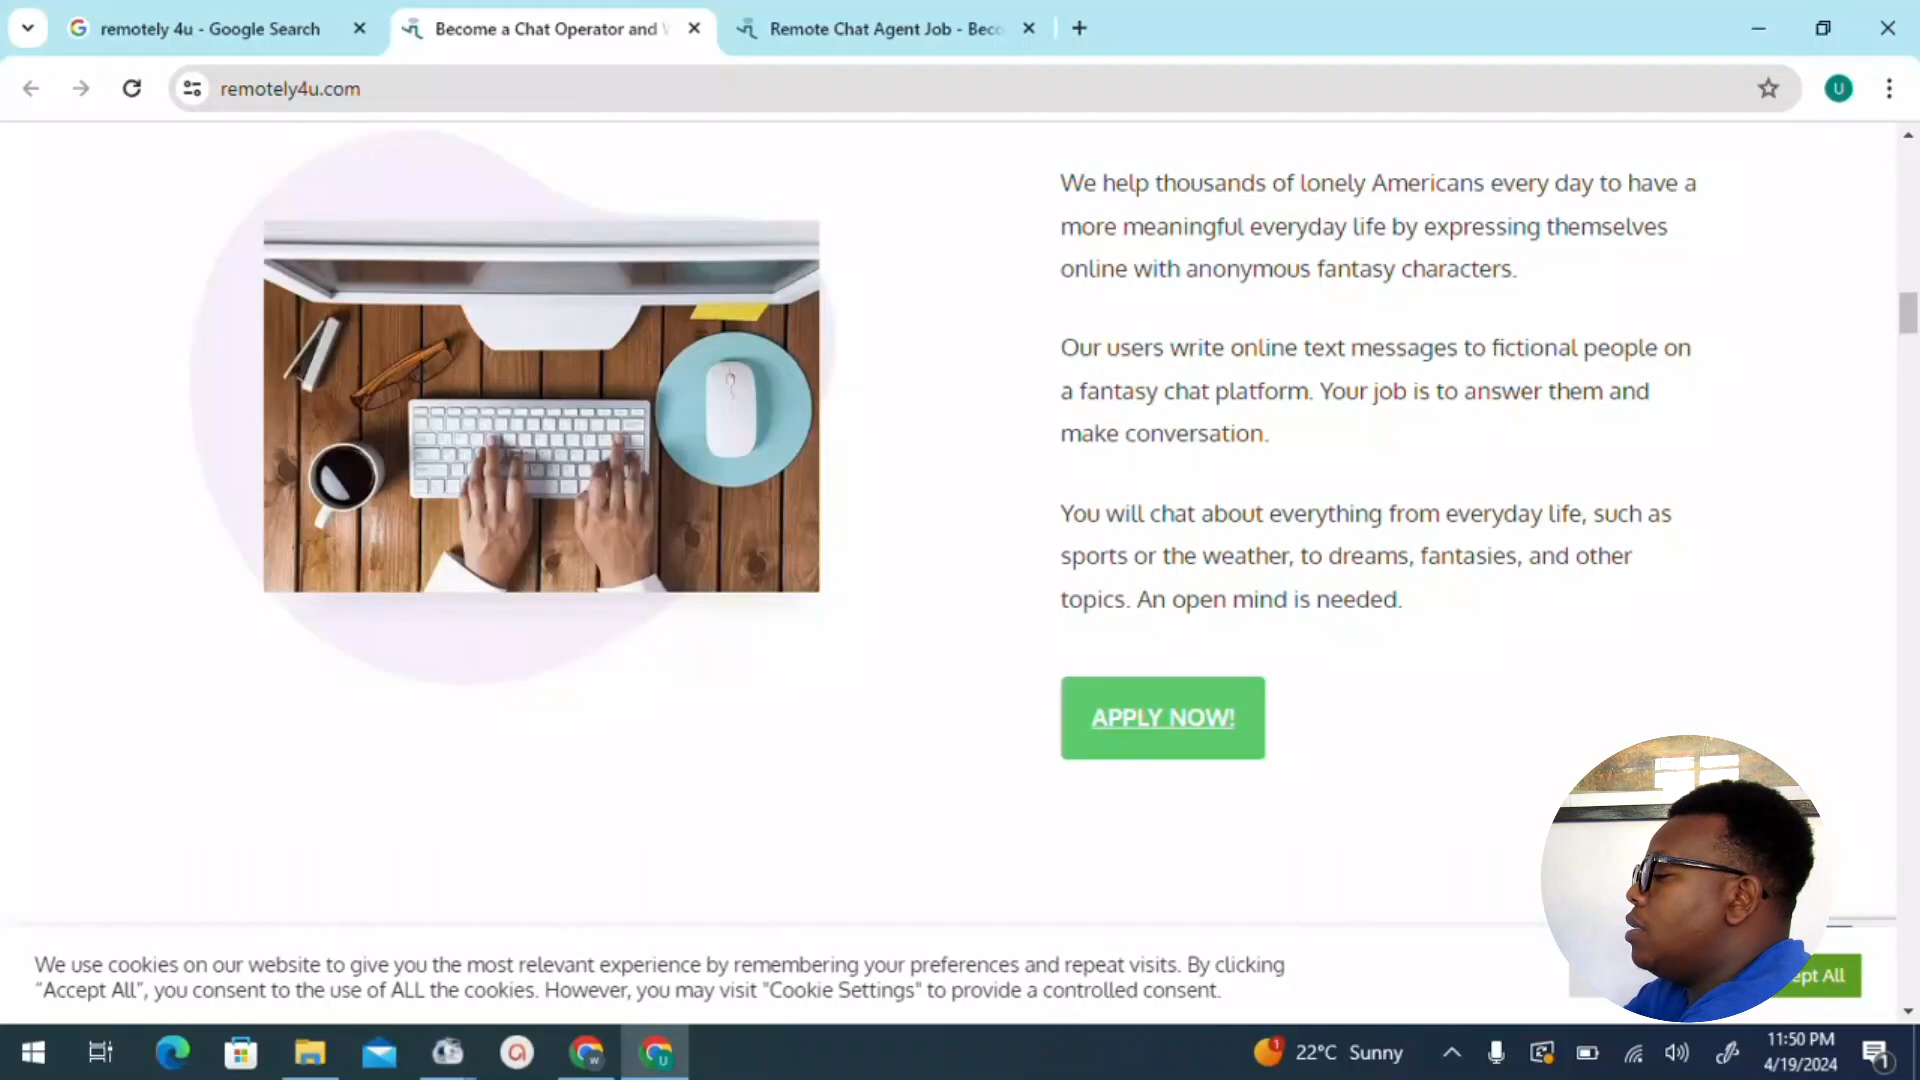 remotely 4u - Google Search
Become a Chat Operator and
Remote Chat Agent Job - Beco
remotely4u.com
U
We help thousands of lonely Americans every day to have a
more meaningful everyday life by expressing themselves
online with anonymous fantasy characters.
Our users write online text messages to fictional people on
a fantasy chat platform. Your job is to answer them and
make conversation.
You will chat about everything from everyday life, such as
sports or the weather, to dreams, fantasies, and other
topics. An open mind is needed.
APPLY NOW!
We use cookies on our website to give you the most relevant experience by remembering your preferences and repeat visits. By clicking
“Accept All”, you consent to the use of ALL the cookies. However, you may visit "Cookie Settings" to provide a controlled consent.
ept All
22°C Sunny
11:50 PM
4/19/2024